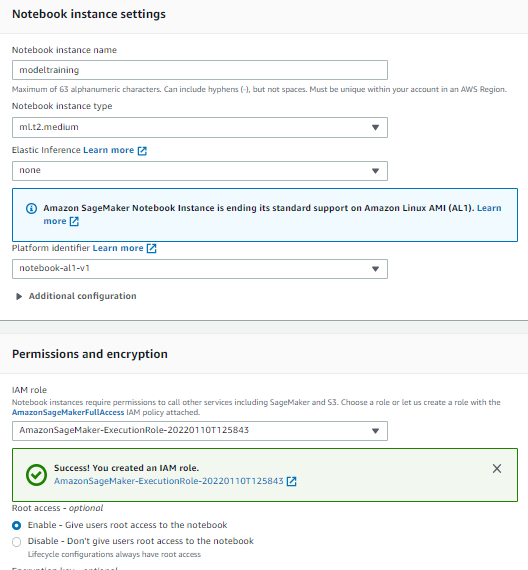 Notebook instance settings
Notebook instance name
modeltraining
Maximum of 63 alphanumeric characters. Can include hyphens (-), but not spaces. Must be unique within your account in an AWS Region.
Notebook instance type
ml.t2.medium
Elastic Inference Learn more
none
Amazon SageMaker Notebook Instance is ending its standard support on Amazon Linux AMI (AL1). Learn
more
Platform identifier Learn more
notebook-al1-v1
Additional configuration
Permissions and encryption
IAM role
Notebook instances require permissions to call other services including SageMaker and S3. Choose a role or let us create a role with the
AmazonSageMakerFullAccess IAM policy attached.
AmazonSageMaker-ExecutionRole-20220110T125843
Success! You created an IAM role.
AmazonSageMaker-ExecutionRole-20220110T125843
Root access - optional
Enable - Give users root access to the notebook
Disable - Don't give users root access to the notebook
Lifecycle configurations always have root access
Encryption key - optional